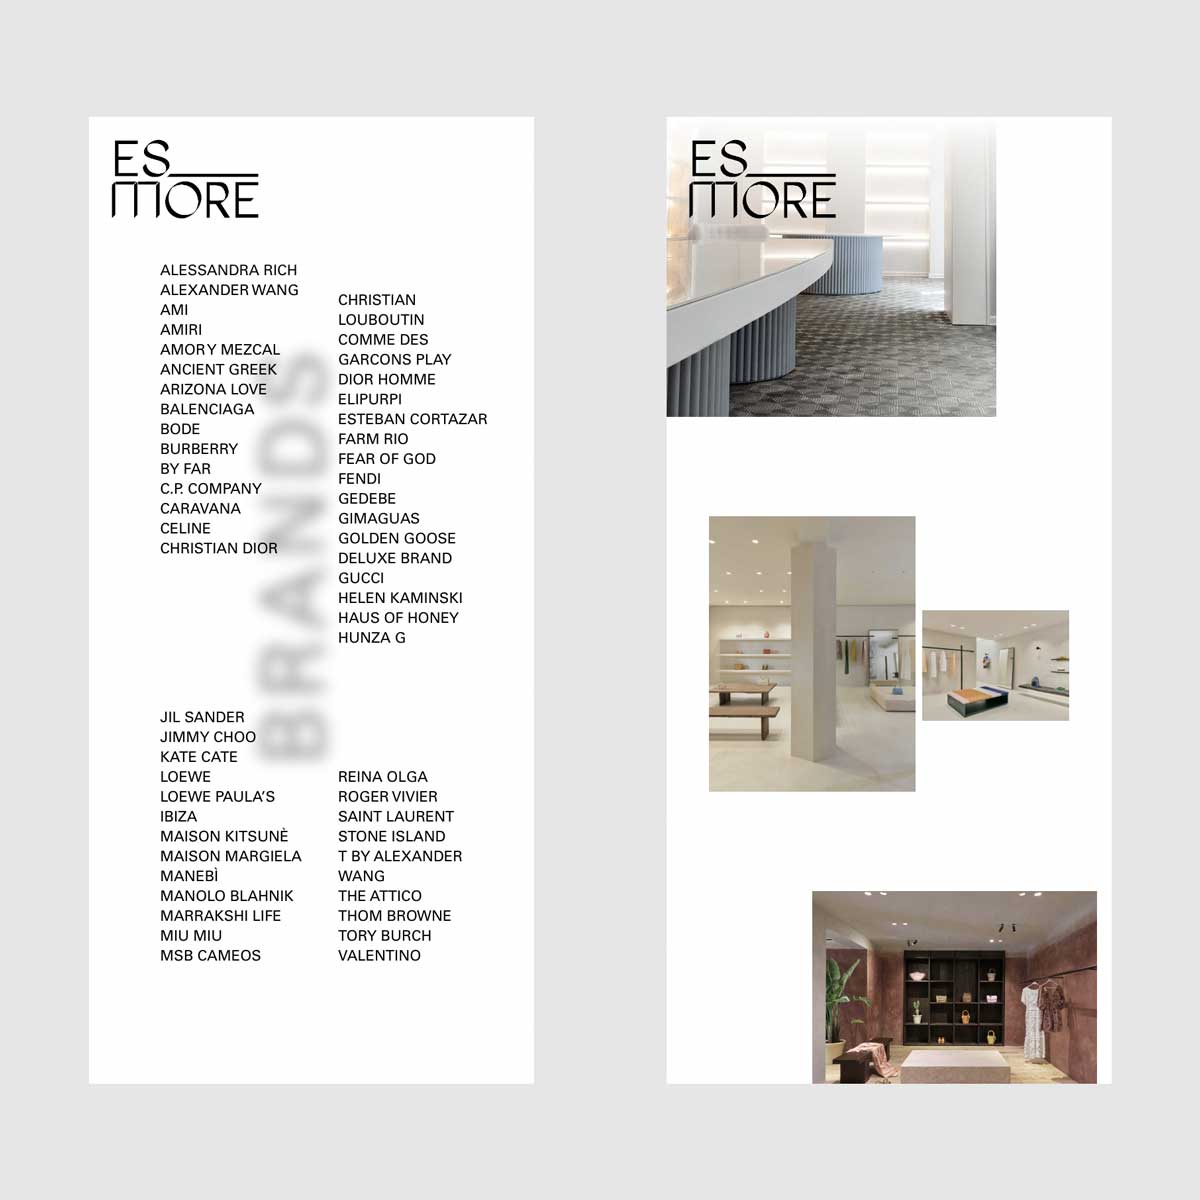 ES
MORE
ALESSANDRA RICH
ALEXANDER WANG
AMI
AMIRI
AMORY MEZCAL
ANCIENT GREEK
ARIZONA LOVE
BALENCIAGA
BODE
BURBERRY
BY FAR
C.P. COMPANY
CARAVANA
CELINE
CHRISTIAN DIOR
CHRISTIAN
LOUBOUTIN
COMME DES
GARCONS PLAY
DIOR HOMME
ELIPURPI
ESTEBAN CORTAZAR
FARM RIO
FEAR OF GOD
FENDI
GEDEBE
GIMAGUAS
GOLDEN GOOSE
DELUXE BRAND
GUCCI
HELEN KAMINSKI
HAUS OF HONEY
HUNZA G
BRANDS
JIL SANDER
JIMMY CHOO
KATE CATE
LOEWE
LOEWE PAULA’S
IBIZA
MAISON KITSUNÈ
MAISON MARGIELA
MANEBÌ
MANOLO BLAHNIK
MARRAKSHI LIFE
MIU MIU
MSB CAMEOS
REINA OLGA
ROGER VIVIER
SAINT LAURENT
STONE ISLAND
T BY ALEXANDER
WANG
THE ATTICO
THOM BROWNE
TORY BURCH
VALENTINO
ES
MORE